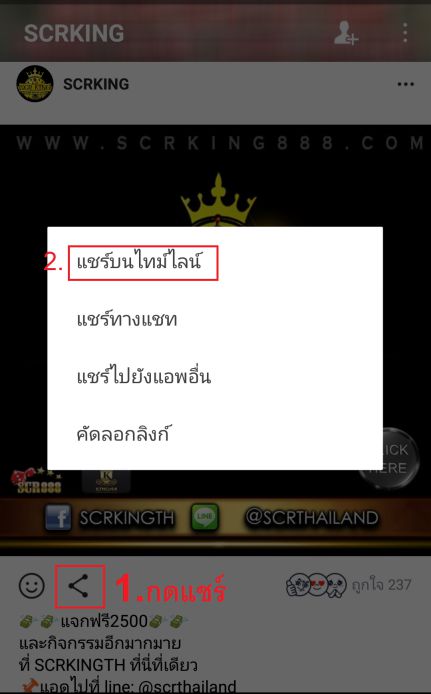 SCRKING
SCRKING
WWW.SCRKING888.COM
2. แชร์บนไทม์ไลน์
แชร์ทางแชท
แชร์ไปยังแอพอื่น
คัดลอกลิงก์
SCR888
HERE
SCRKINGTH LINE @SCRTHAILAND
1.กดแชร์ ถูกใจ 237
แจกฟรี2500
และกิจกรรมอีกมากมาย
ที่ SCRKINGTH ที่นี่ที่เดียว
แอดไปที่ line: @scrthailand